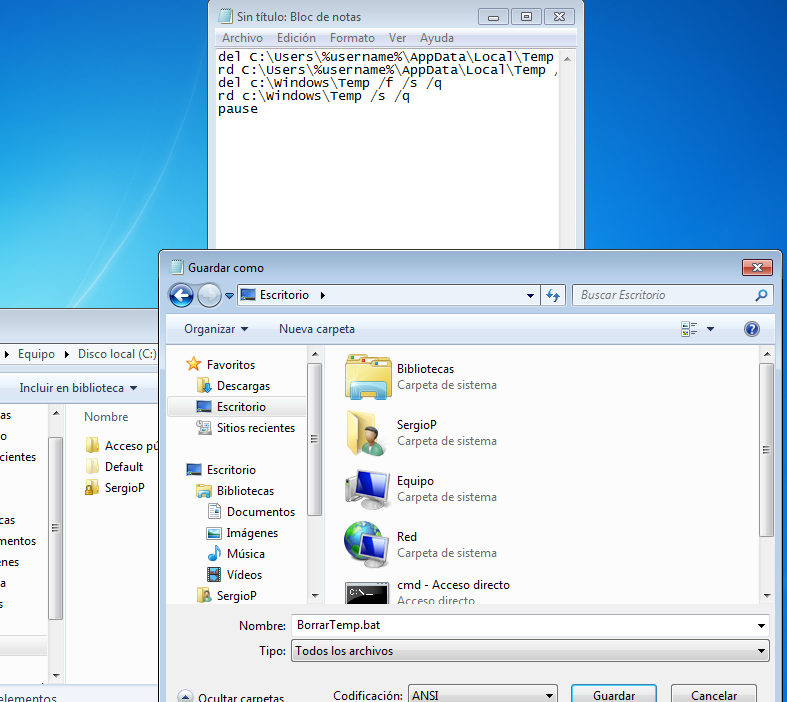 Sin título: Bloc de notas
Archivo Edición Formato Ver Ayuda
del C:\Users\%username%\AppData\Local\Temp
rd C:\Users\%username%\AppData\Local\Temp /
del c:\Windows\Temp /f /s /q
rd c:\Windows\Temp /s /q
pause
Guardar como
Escritorio
Buscar Escritorio
Organizar Nueva carpeta
Equipo Disco local (C:)
Incluir en biblioteca
Nombre
Acceso pú
Default
SergioP
as
o
cientes
cas
mentos
enes
a
s
elementos
Favoritos
Descargas
Escritorio
Sitios recientes
Escritorio
Bibliotecas
Documentos
Imágenes
Música
Vídeos
SergioP
Bibliotecas
Carpeta de sistema
SergioP
Carpeta de sistema
Equipo
Carpeta de sistema
Red
Carpeta de sistema
cmd - Acceso directo
Acceso directo
Nombre: BorrarTemp.bat
Tipo: Todos los archivos
Ocultar carpetas Codificación: ANSI Guardar Cancelar